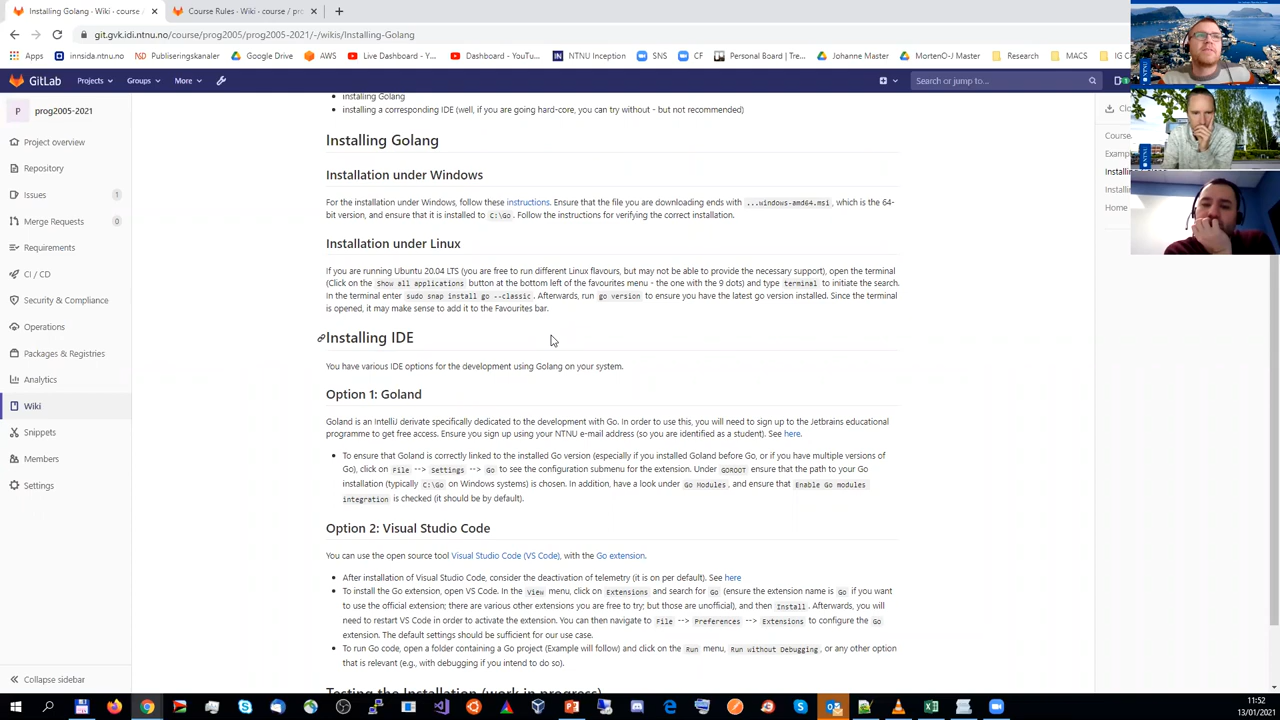 Installing Golang - Wiki - course
Course Rules - Wiki - course / pro
git.gvk.idi.ntnu.no/course/prog2005/prog2005-2021/-/wikis/Installing-Golang
Apps
innsida.ntnu.no
Publiseringskanaler
Google Drive
AWS
Live Dashboard - Y...
Dashboard - YouTu...
NTNU Inception
SNS
CF
Personal Board | Tre...
Johanne Master
MortenO-J Master
Research
MACS
IG C
GitLab
Projects
Groups
More
Search or jump to...
P prog2005-2021
Project overview
Repository
Issues 1
Merge Requests 0
Requirements
CI / CD
Security & Compliance
Operations
Packages & Registries
Analytics
Wiki
Snippets
Members
Settings
Collapse sidebar
installing Golang
installing a corresponding IDE (well, if you are going hard-core, you can try without - but not recommended)
Installing Golang
Installation under Windows
For the installation under Windows, follow these instructions. Ensure that the file you are downloading ends with ...windows-amd64.msi, which is the 64-
bit version, and ensure that it is installed to C:\Go. Follow the instructions for verifying the correct installation.
Installation under Linux
If you are running Ubuntu 20.04 LTS (you are free to run different Linux flavours, but may not be able to provide the necessary support), open the terminal
(Click on the Show all applications button at the bottom left of the favourites menu - the one with the 9 dots) and type terminal to initiate the search.
In the terminal enter sudo snap install go --classic. Afterwards, run go version to ensure you have the latest go version installed. Since the terminal
is opened, it may make sense to add it to the Favourites bar.
Installing IDE
You have various IDE options for the development using Golang on your system.
Option 1: Goland
Goland is an IntelliJ derivate specifically dedicated to the development with Go. In order to use this, you will need to sign up to the Jetbrains educational
programme to get free access. Ensure you sign up using your NTNU e-mail address (so you are identified as a student). See here.
To ensure that Goland is correctly linked to the installed Go version (especially if you installed Goland before Go, or if you have multiple versions of
Go), click on File --> Settings --> Go to see the configuration submenu for the extension. Under GOROOT ensure that the path to your Go
installation (typically C:\Go on Windows systems) is chosen. In addition, have a look under Go Modules, and ensure that Enable Go modules
integration is checked (it should be by default).
Option 2: Visual Studio Code
You can use the open source tool Visual Studio Code (VS Code), with the Go extension.
After installation of Visual Studio Code, consider the deactivation of telemetry (it is on per default). See here
To install the Go extension, open VS Code. In the View menu, click on Extensions and search for Go (ensure the extension name is Go if you want
to use the official extension; there are various other extensions you are free to try; but those are unofficial), and then Install. Afterwards, you will
need to restart VS Code in order to activate the extension. You can then navigate to File --> Preferences --> Extensions to configure the Go
extension. The default settings should be sufficient for our use case.
To run Go code, open a folder containing a Go project (Example will follow) and click on the Run menu, Run without Debugging, or any other option
that is relevant (e.g., with debugging if you intend to do so).
Testing the Installation (work in progress)
Clo
Course
Examp
Installi
Installi
Home
NTNU
NTNU
NTNU
11:52
13/01/2021